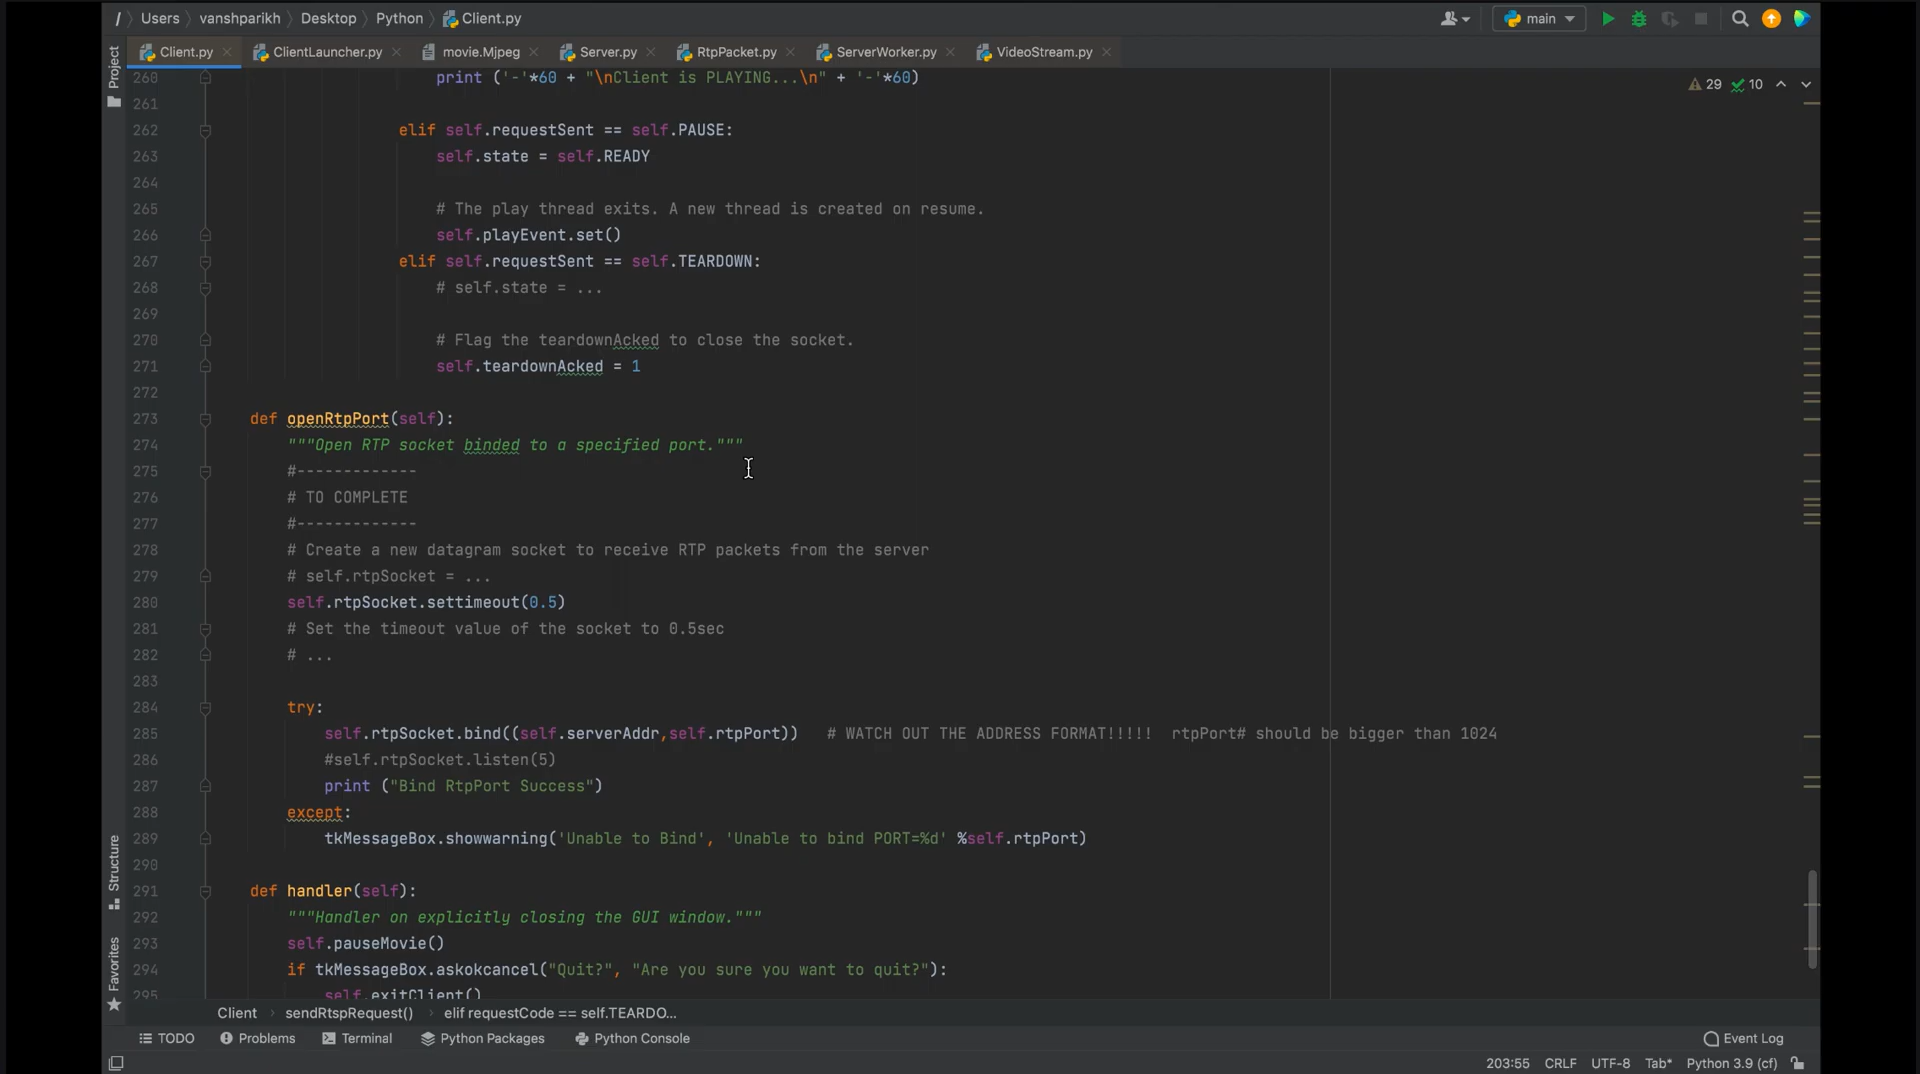 / Users vanshparikh Desktop Python Client.py
main
Client.py ClientLauncher.py movie.Mjpeg Server.py RtpPacket.py ServerWorker.py VideoStream.py
29 10
Project
260 print ('-'*60 + "\nClient is PLAYING...\n" + '-'*60)
261
262 elif self.requestSent == self.PAUSE:
263 self.state = self.READY
264
265 # The play thread exits. A new thread is created on resume.
266 self.playEvent.set()
267 elif self.requestSent == self.TEARDOWN:
268 # self.state = ...
269
270 # Flag the teardownAcked to close the socket.
271 self.teardownAcked = 1
272
273 def openRtpPort(self):
274 """Open RTP socket binded to a specified port."""
275 #-------------
276 # TO COMPLETE
277 #-------------
278 # Create a new datagram socket to receive RTP packets from the server
279 # self.rtpSocket = ...
280 self.rtpSocket.settimeout(0.5)
281 # Set the timeout value of the socket to 0.5sec
282 # ...
283
284 try:
285 self.rtpSocket.bind((self.serverAddr,self.rtpPort)) # WATCH OUT THE ADDRESS FORMAT!!!!! rtpPort# should be bigger than 1024
286 #self.rtpSocket.listen(5)
287 print ("Bind RtpPort Success")
288 except:
289 tkMessageBox.showwarning('Unable to Bind', 'Unable to bind PORT=%d' %self.rtpPort)
290
291 def handler(self):
292 """Handler on explicitly closing the GUI window."""
293 self.pauseMovie()
294 if tkMessageBox.askokcancel("Quit?", "Are you sure you want to quit?"):
295 self.exitClient()
Structure
Favorites
Client sendRtspRequest() elif requestCode == self.TEARDO...
TODO Problems Terminal Python Packages Python Console Event Log
203:55 CRLF UTF-8 Tab* Python 3.9 (cf)